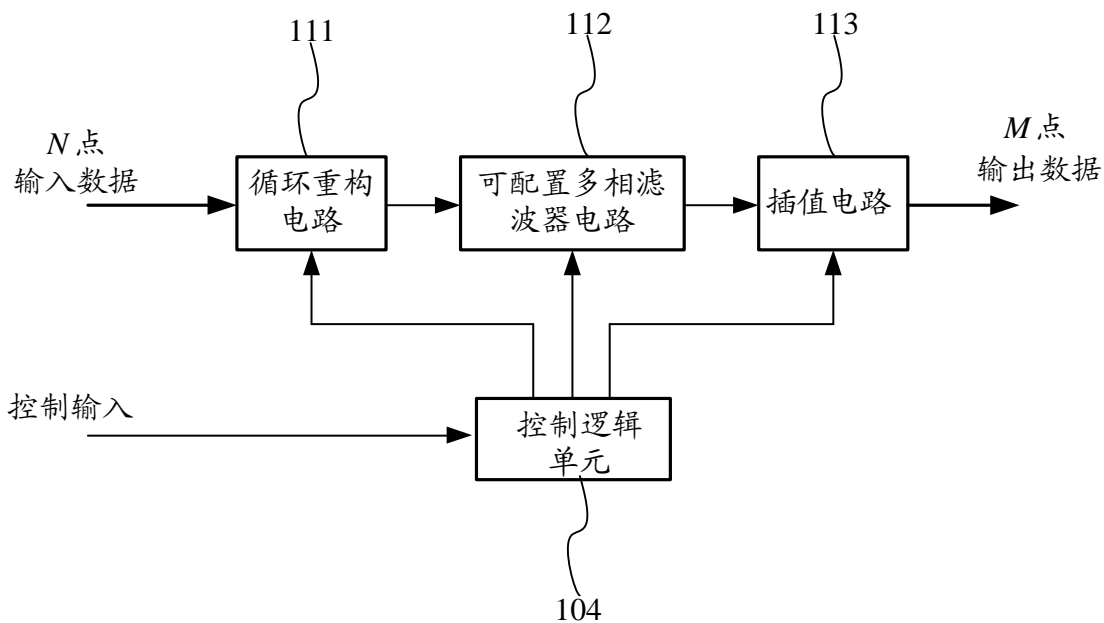 111
112
113
N点
输入数据
循环重构
电路
可配置多相滤
波器电路
插值电路
M点
输出数据
控制输入
控制逻辑
单元
104